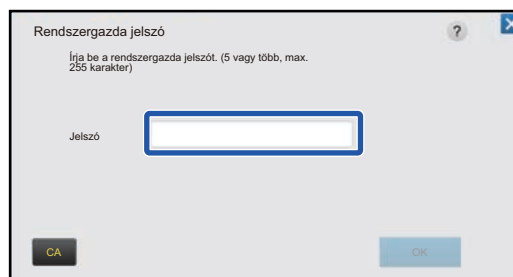 Rendszergazda jelszó
?
Írja be a rendszergazda jelszót. (5 vagy több, max.
255 karakter)
Jelszó
CA
OK